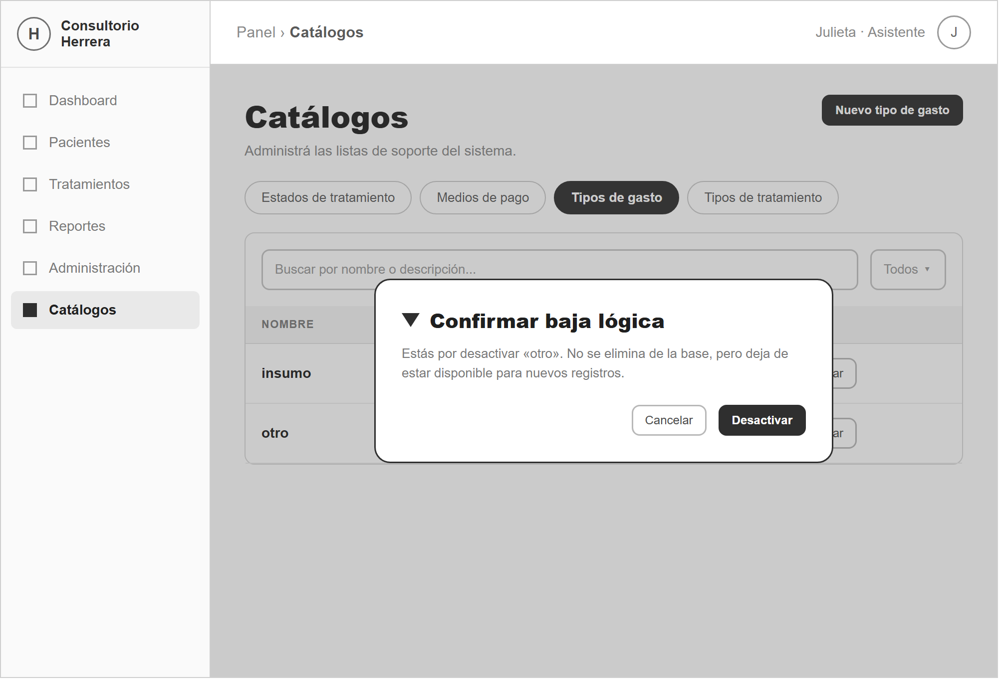 H
Consultorio
Herrera
Panel › Catálogos
Julieta · Asistente
J
Dashboard
Pacientes
Tratamientos
Reportes
Administración
Catálogos
Catálogos
Nuevo tipo de gasto
Administrá las listas de soporte del sistema.
Estados de tratamiento
Medios de pago
Tipos de gasto
Tipos de tratamiento
Buscar por nombre o descripción...
Todos
NOMBRE
insumo
otro
Confirmar baja lógica
Estás por desactivar «otro». No se elimina de la base, pero deja de
estar disponible para nuevos registros.
Cancelar
Desactivar